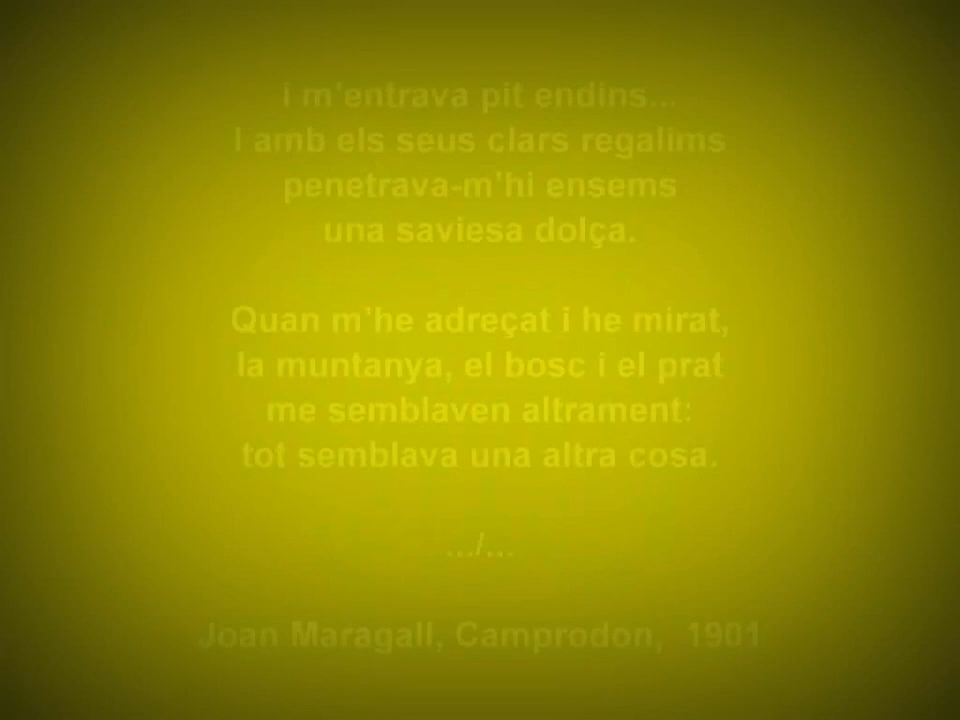 i m'entrava pit endins...
I amb els seus clars regalims
penetrava-m'hi ensems
una saviesa dolça.
Quan m'he adreçat i he mirat,
la muntanya, el bosc i el prat
me semblaven altrament:
tot semblava una altra cosa.
.../...
Joan Maragall, Camprodon, 1901